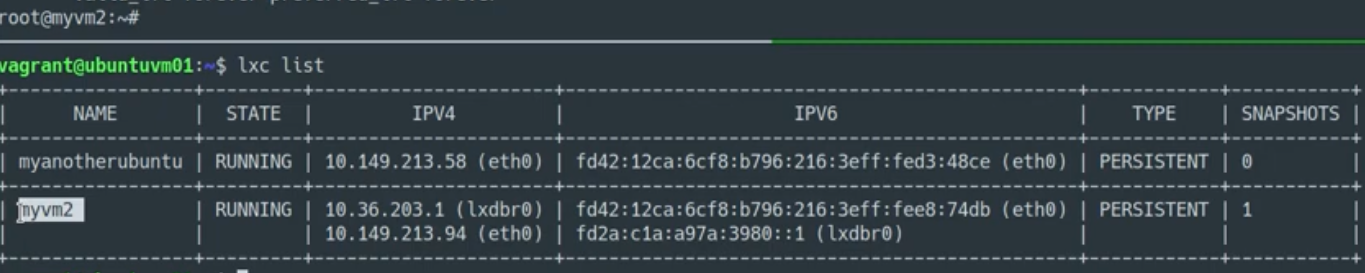 root@myvm2:~#
vagrant@ubuntuvm01:~$ lxc list
| NAME | STATE | IPV4 | IPV6 | TYPE | SNAPSHOTS |
| myanotherubuntu | RUNNING | 10.149.213.58 (eth0) | fd42:12ca:6cf8:b796:216:3eff:fed3:48ce (eth0) | PERSISTENT | 0 |
| myvm2 | RUNNING | 10.36.203.1 (lxdbr0) | fd42:12ca:6cf8:b796:216:3eff:fee8:74db (eth0) | PERSISTENT | 1 |
| | | 10.149.213.94 (eth0) | fd2a:c1a:a97a:3980::1 (lxdbr0) | | |